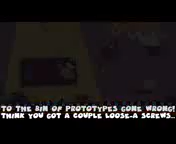 TO THE BIN OF PROTOTYPES GONE WRONG!
THINK YOU GOT A COUPLE LOOSE-A SCREWS...